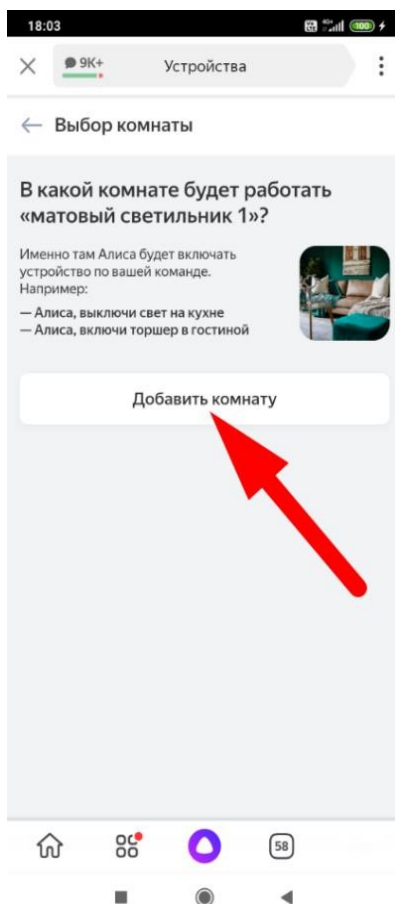 18:03
4G+
100
9K+
Устройства
Выбор комнаты
В какой комнате будет работать
«матовый светильник 1»?
Именно там Алиса будет включать
устройство по вашей команде.
Например:
— Алиса, выключи свет на кухне
— Алиса, включи торшер в гостиной
Добавить комнату
58